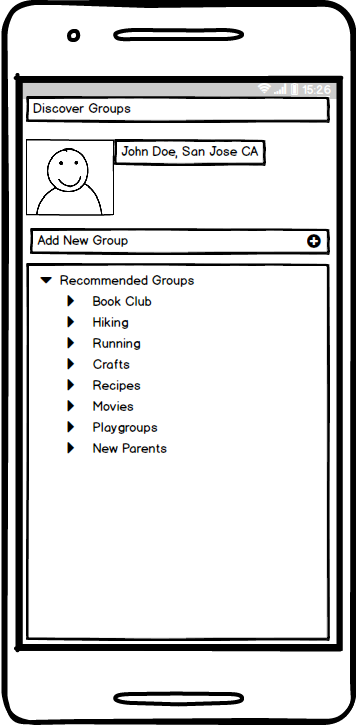 15:26
Discover Groups
John Doe, San Jose CA
Add New Group
Recommended Groups
Book Club
Hiking
Running
Crafts
Recipes
Movies
Playgroups
New Parents